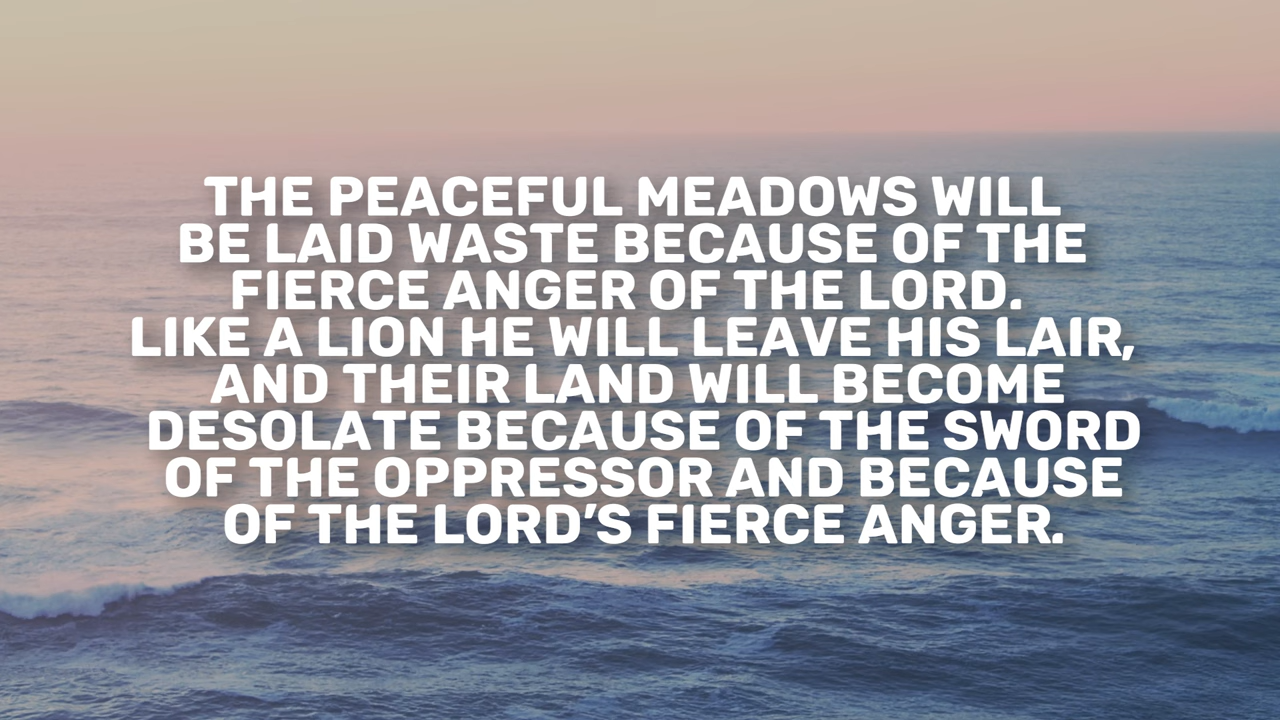 THE PEACEFUL MEADOWS WILL
BE LAID WASTE BECAUSE OF THE
FIERCE ANGER OF THE LORD.
LIKE A LION HE WILL LEAVE HIS LAIR,
AND THEIR LAND WILL BECOME
DESOLATE BECAUSE OF THE SWORD
OF THE OPPRESSOR AND BECAUSE
OF THE LORD’S FIERCE ANGER.